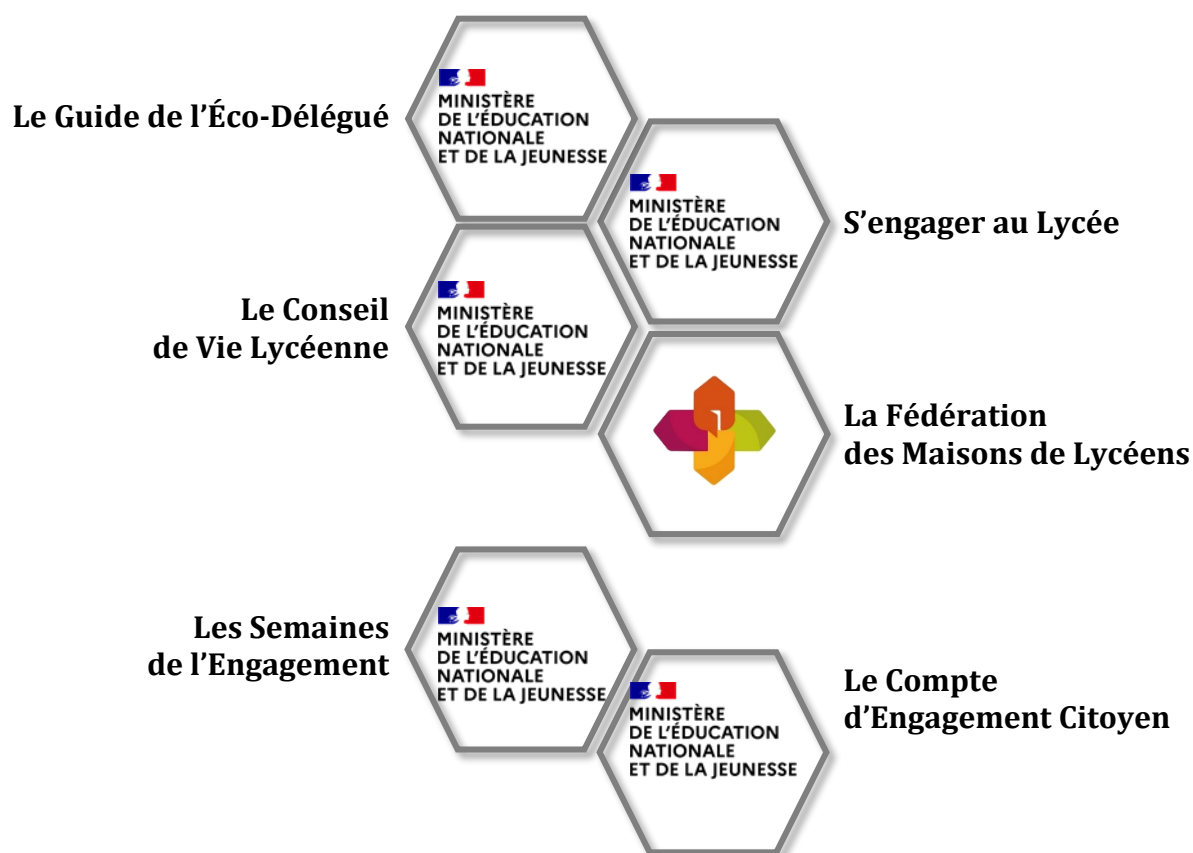 Le Guide de l’Éco-Délégué
MINISTÈRE
DE L’ÉDUCATION
NATIONALE
ET DE LA JEUNESSE
MINISTÈRE
DE L’ÉDUCATION
NATIONALE
ET DE LA JEUNESSE
S’engager au Lycée
Le Conseil
de Vie Lycéenne
MINISTÈRE
DE L’ÉDUCATION
NATIONALE
ET DE LA JEUNESSE
La Fédération
des Maisons de Lycéens
Les Semaines
de l’Engagement
MINISTÈRE
DE L’ÉDUCATION
NATIONALE
ET DE LA JEUNESSE
MINISTÈRE
DE L’ÉDUCATION
NATIONALE
ET DE LA JEUNESSE
Le Compte
d’Engagement Citoyen